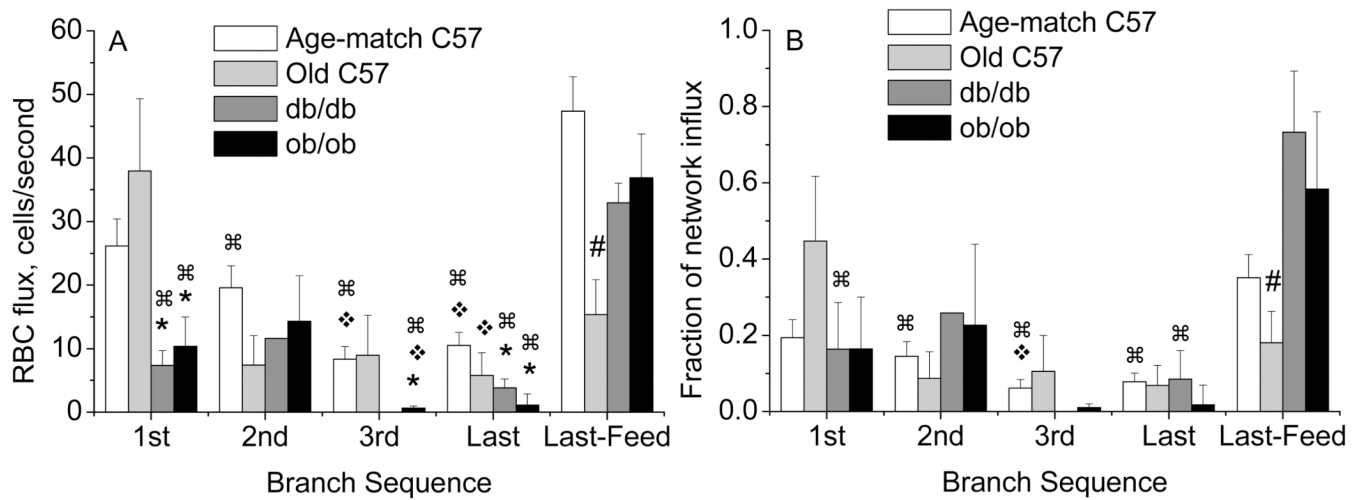 A
Age-match C57
Old C57
db/db
ob/ob
RBC flux, cells/second
60
50
40
30
20
10
0
⌘ ⌘ ⌘ ⌘ # 
⌘ ⌘ ❖ ⌘ ❖ ❖ ⌘ ⌘
* * ❖ * * *
1st 2nd 3rd Last Last-Feed
Branch Sequence
B
Age-match C57
Old C57
db/db
ob/ob
Fraction of network influx
1.0
0.8
0.6
0.4
0.2
0.0
⌘ ⌘ ⌘ ❖ ⌘ ⌘ #
1st 2nd 3rd Last Last-Feed
Branch Sequence